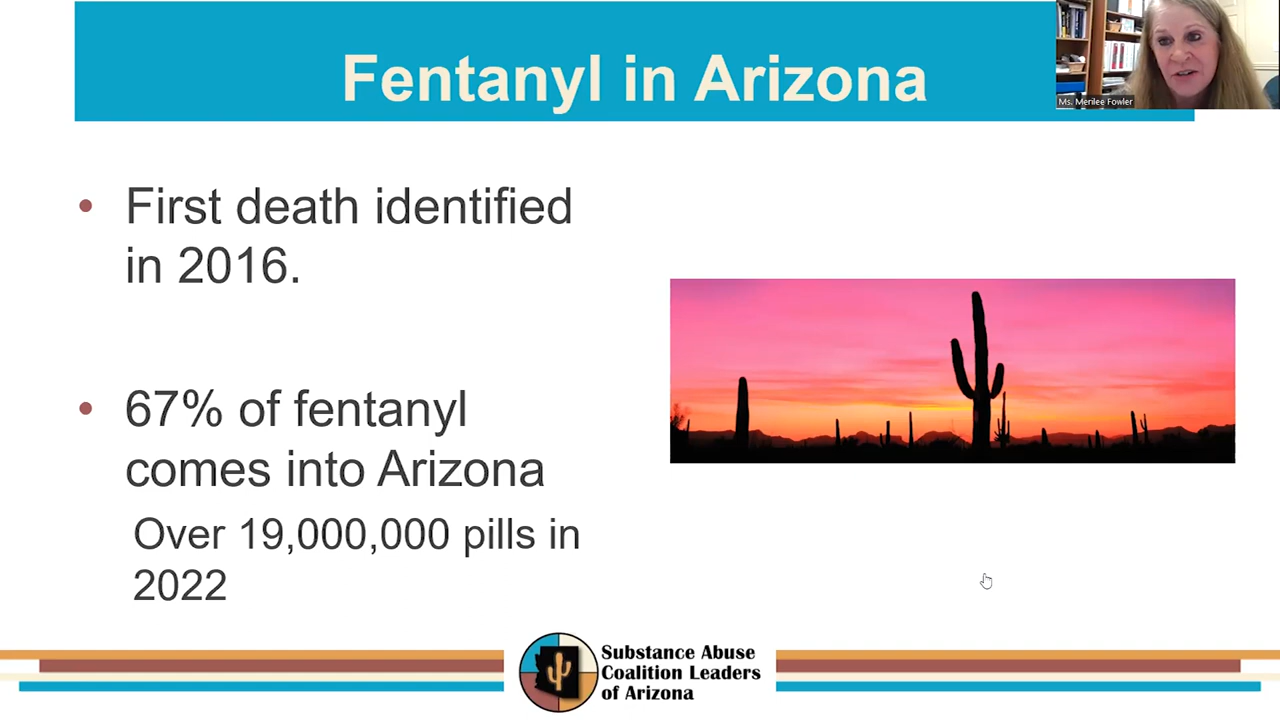 Fentanyl in Arizona
Ms. Merilee Fowler
• First death identified
in 2016.
• 67% of fentanyl
comes into Arizona
Over 19,000,000 pills in
2022
Substance Abuse
Coalition Leaders
of Arizona